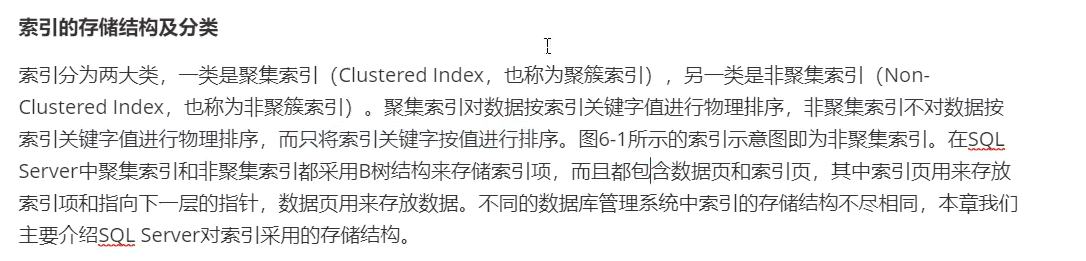 索引的存储结构及分类
索引分为两大类，一类是聚集索引（Clustered Index，也称为聚簇索引），另一类是非聚集索引（Non-
Clustered Index，也称为非聚簇索引）。聚集索引对数据按索引关键字值进行物理排序，非聚集索引不对数据按
索引关键字值进行物理排序，而只将索引关键字按值进行排序。图6-1所示的索引示意图即为非聚集索引。在SQL
Server中聚集索引和非聚集索引都采用B树结构来存储索引项，而且都包含数据页和索引页，其中索引页用来存放
索引项和指向下一层的指针，数据页用来存放数据。不同的数据库管理系统中索引的存储结构不尽相同，本章我们
主要介绍SQL Server对索引采用的存储结构。